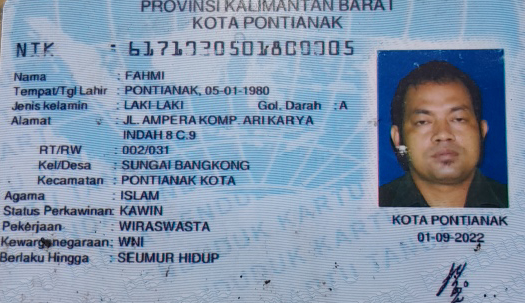 PROVINSI KALIMANTAN BARAT
KOTA PONTIANAK
NIK :
Nama : FAHMI
Tempat/Tgl Lahir : PONTIANAK, 05-01-1980
Jenis kelamin : LAKI-LAKI Gol. Darah : A
Alamat : JL. AMPERA KOMP. ARI KARYA
INDAH 8 C.9
RT/RW : 002/031
Kel/Desa : SUNGAI BANGKONG
Kecamatan : PONTIANAK KOTA
Agama : ISLAM
Status Perkawinan: KAWIN
Pekerjaan : WIRASWASTA
Kewarganegaraan: WNI
Berlaku Hingga : SEUMUR HIDUP
KOTA PONTIANAK
01-09-2022